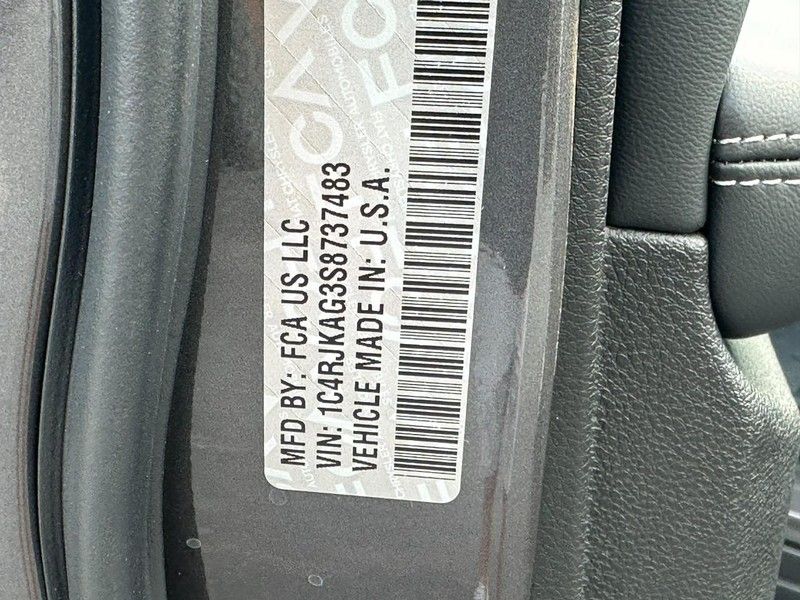 MFD BY: FCA US LLC
VIN: 1C4RJKAG3S8737483
VEHICLE MADE IN: U.S.A.